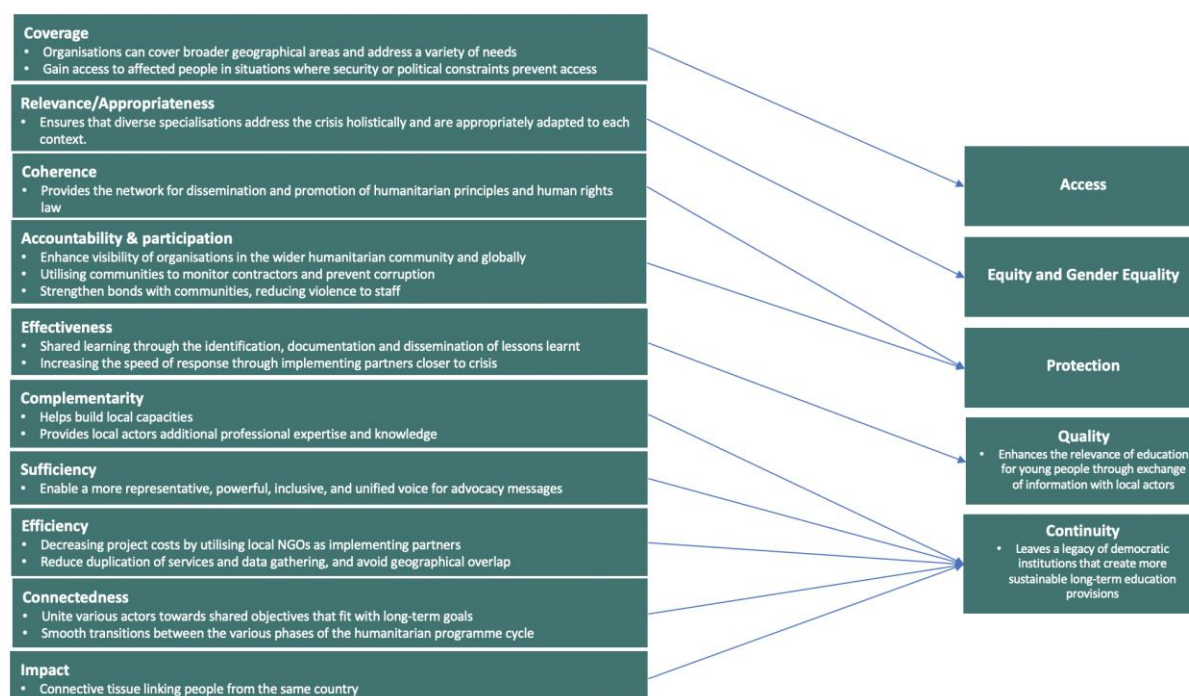 Coverage
• Organisations can cover broader geographical areas and address a variety of needs
• Gain access to affected people in situations where security or political constraints prevent access
Relevance/Appropriateness
• Ensures that diverse specialisations address the crisis holistically and are appropriately adapted to each
context.
Coherence
• Provides the network for dissemination and promotion of humanitarian principles and human rights
law
Accountability & participation
• Enhance visibility of organisations in the wider humanitarian community and globally
• Utilising communities to monitor contractors and prevent corruption
• Strengthen bonds with communities, reducing violence to staff
Effectiveness
• Shared learning through the identification, documentation and dissemination of lessons learnt
• Increasing the speed of response through implementing partners closer to crisis
Complementarity
• Helps build local capacities
• Provides local actors additional professional expertise and knowledge
Sufficiency
• Enable a more representative, powerful, inclusive, and unified voice for advocacy messages
Efficiency
• Decreasing project costs by utilising local NGOs as implementing partners
• Reduce duplication of services and data gathering, and avoid geographical overlap
Connectedness
• Unite various actors towards shared objectives that fit with long-term goals
• Smooth transitions between the various phases of the humanitarian programme cycle
Impact
• Connective tissue linking people from the same country
Access
Equity and Gender Equality
Protection
Quality
• Enhances the relevance of education
for young people through exchange
of information with local actors
Continuity
• Leaves a legacy of democratic
institutions that create more
sustainable long-term education
provisions